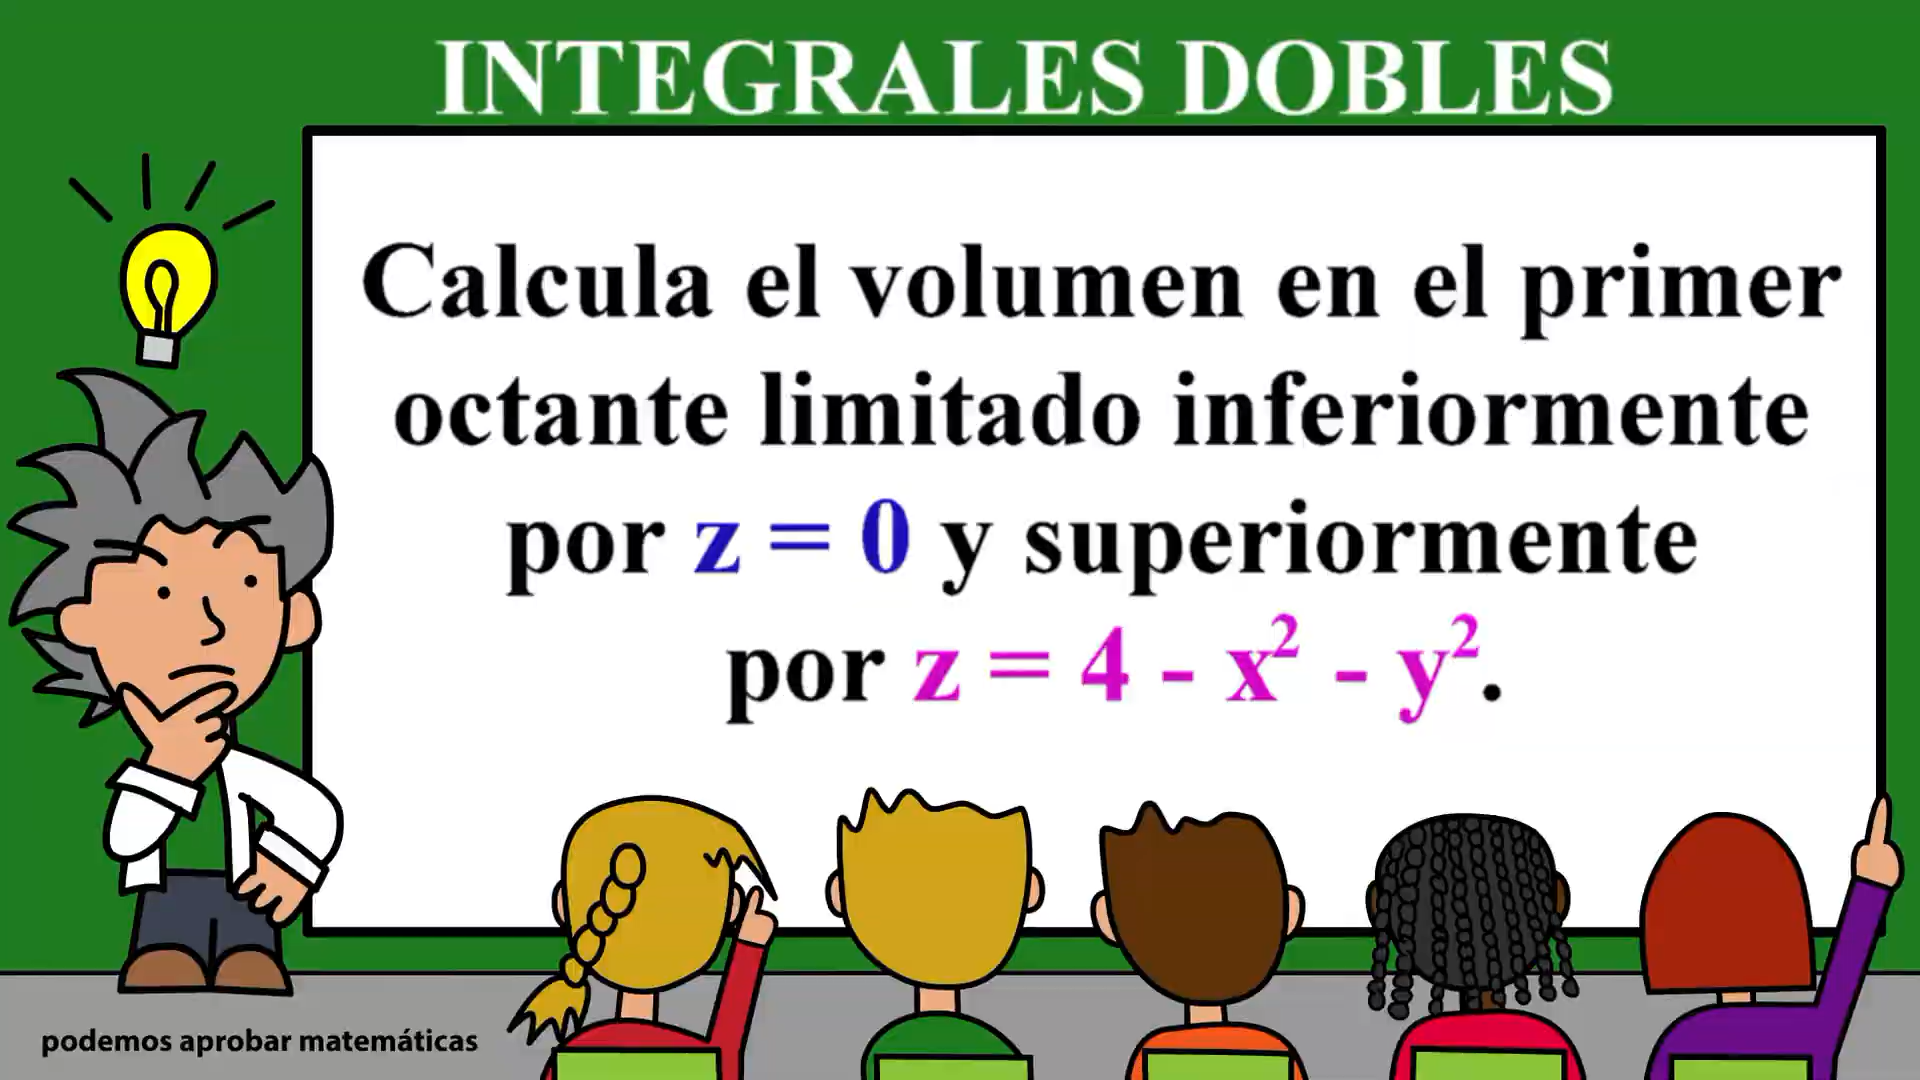 INTEGRALES DOBLES
Calcula el volumen en el primer
octante limitado inferiormente
por z = 0 y superiormente
por z = 4 - x² - y².
podemos aprobar matemáticas